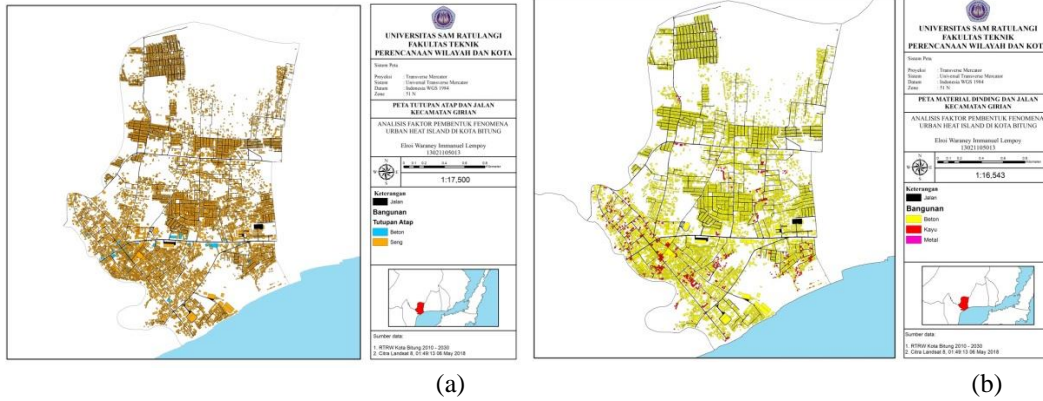 UNIVERSITAS SAM RATULANGI
FAKULTAS TEKNIK
PERENCANAAN WILAYAH DAN KOTA
Sistem Peta
Proyeksi : Transverse Mercator
Sistem : Universal Transverse Mercator
Datum : Indonesia WGS 1984
Zone : 51 N
PETA TUTUPAN ATAP DAN JALAN
KECAMATAN GIRIAN
ANALISIS FAKTOR PEMBENTUK FENOMENA
URBAN HEAT ISLAND DI KOTA BITUNG
Immanuel Lempoy
13021105013
1:17,500
Keterangan
Jalan
Bangunan
Tutupan Atap
Beton
Seng
Sumber data:
1. RTRW Kota Bitung 2010 - 2030
2. Citra Landsat 8, 01:49:13 06 May 2018
(a)
UNIVERSITAS SAM RATULANGI
FAKULTAS TEKNIK
PERENCANAAN WILAYAH DAN KOT
Sistem Peta
Proyeksi : Transverse Mercator
Sistem : Universal Transverse Mercator
Datum : Indonesia WGS 1984
Zone : 51 N
PETA MATERIAL DINDING DAN JALAN
KECAMATAN GIRIAN
ANALISIS FAKTOR PEMBENTUK FENOMENA
URBAN HEAT ISLAND DI KOTA BITUNG
Immanuel Lempoy
13021105013
1:16,543
Keterangan
Jalan
Bangunan
Beton
Kayu
Metal
Sumber data:
1. RTRW Kota Bitung 2010 - 2030
2. Citra Landsat 8, 01:49:13 06 May 2018
(b)